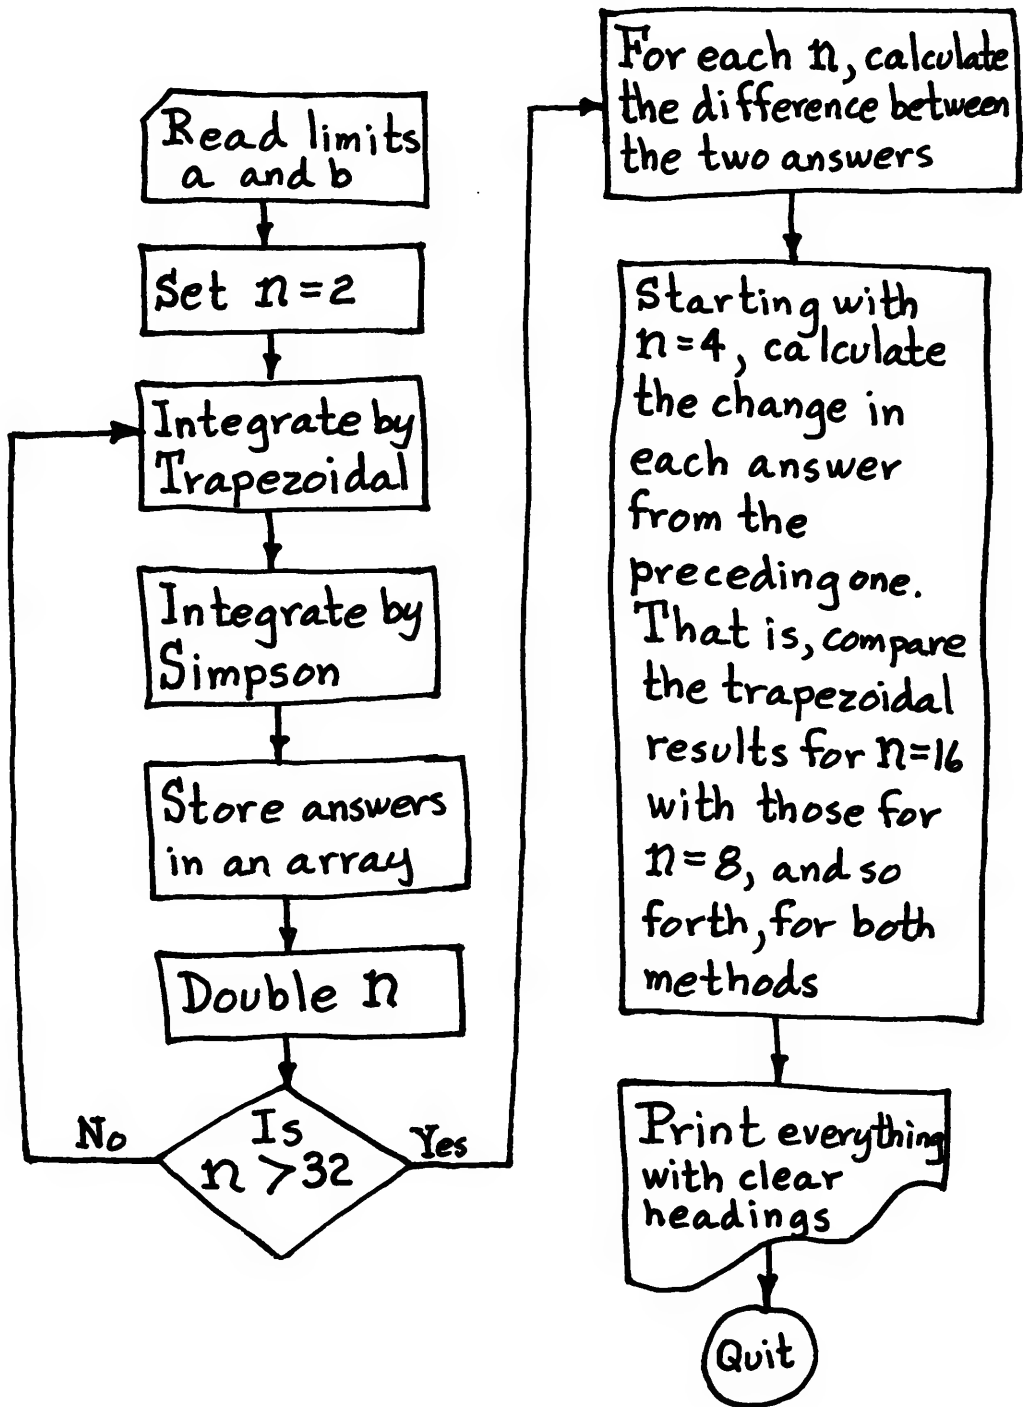 Read limits
a and b
Set n=2
Integrate by
Trapezoidal
Integrate by
Simpson
Store answers
in an array
Double n
Is
n >32
No
Yes
For each n, calculate
the difference between
the two answers
Starting with
n=4, calculate
the change in
each answer
from the
preceding one.
That is, compare
the trapezoidal
results for n=16
with those for
n=8, and so
forth, for both
methods
Print everything
with clear
headings
Quit